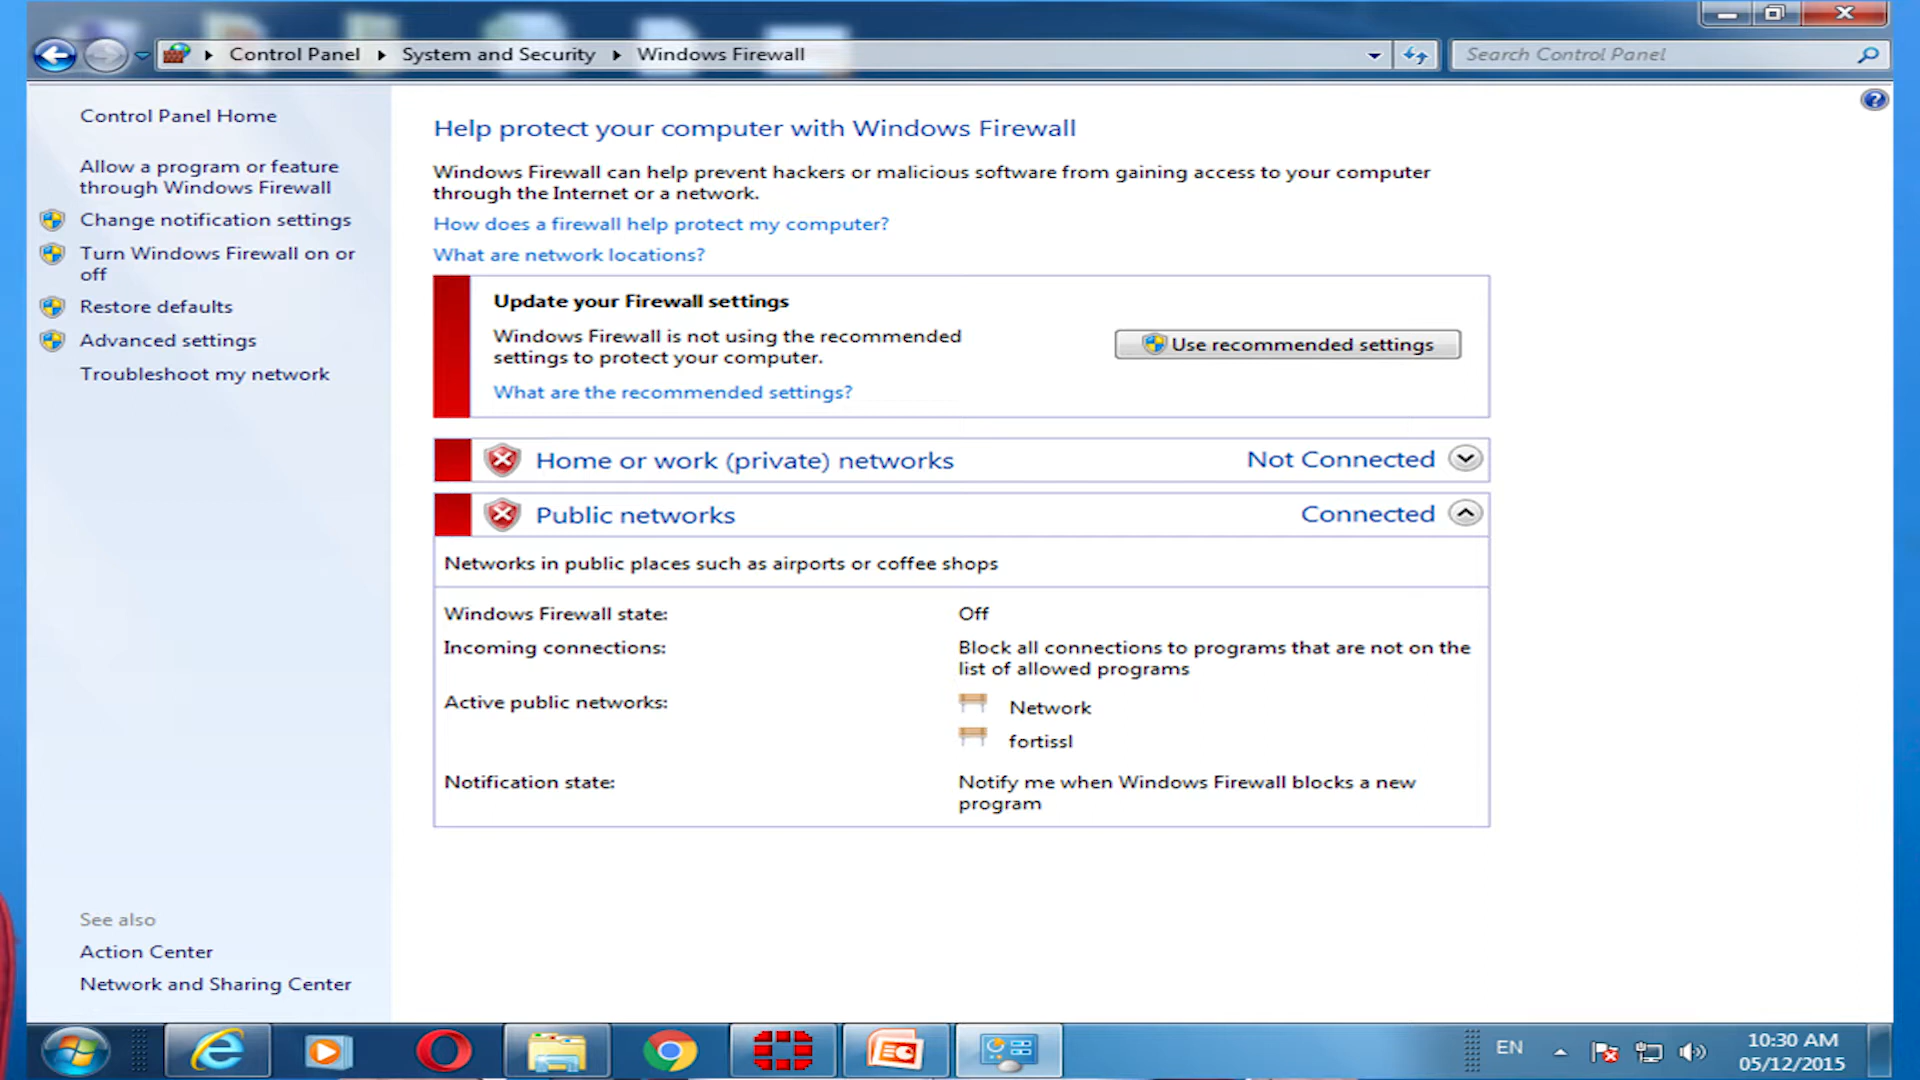 Control Panel
System and Security
Windows Firewall
Search Control Panel
Control Panel Home
Allow a program or feature
through Windows Firewall
Change notification settings
Turn Windows Firewall on or
off
Restore defaults
Advanced settings
Troubleshoot my network
See also
Action Center
Network and Sharing Center
Help protect your computer with Windows Firewall
Windows Firewall can help prevent hackers or malicious software from gaining access to your computer
through the Internet or a network.
How does a firewall help protect my computer?
What are network locations?
Update your Firewall settings
Windows Firewall is not using the recommended
settings to protect your computer.
Use recommended settings
What are the recommended settings?
Home or work (private) networks Not Connected
Public networks Connected
Networks in public places such as airports or coffee shops
Windows Firewall state: Off
Incoming connections: Block all connections to programs that are not on the
list of allowed programs
Active public networks: Network
fortissl
Notification state: Notify me when Windows Firewall blocks a new
program
EN
10:30 AM
05/12/2015